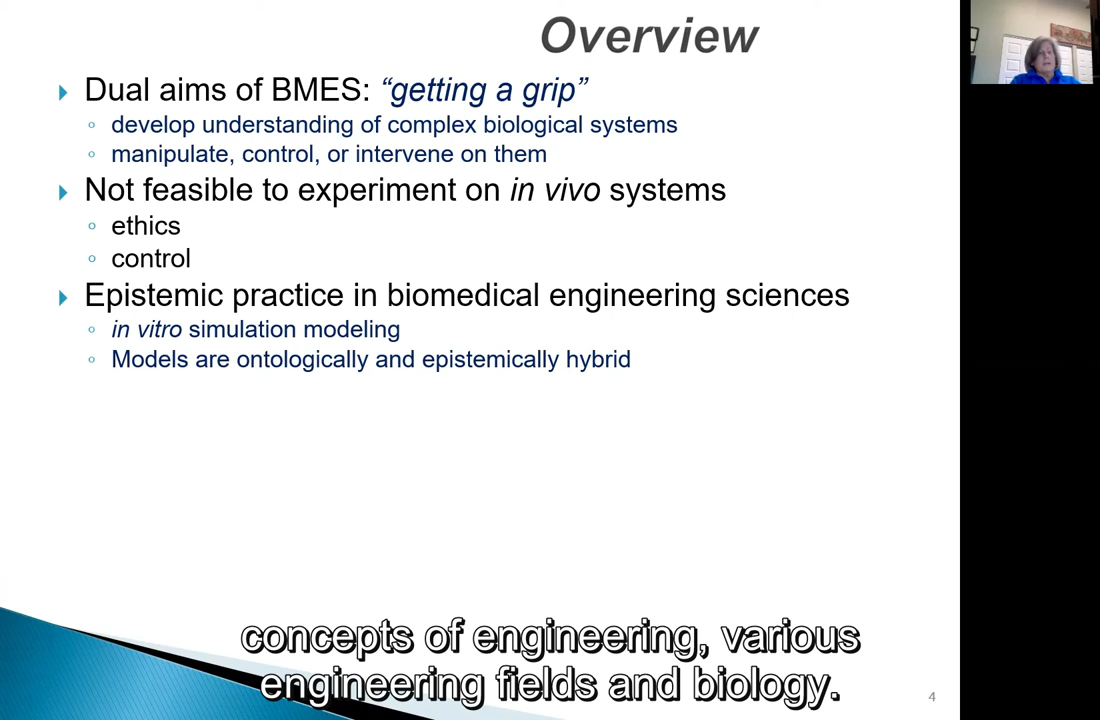 Overview
Dual aims of BMES: “getting a grip”
develop understanding of complex biological systems
manipulate, control, or intervene on them
Not feasible to experiment on in vivo systems
ethics
control
Epistemic practice in biomedical engineering sciences
in vitro simulation modeling
Models are ontologically and epistemically hybrid
concepts of engineering, various
engineering fields and biology.
4